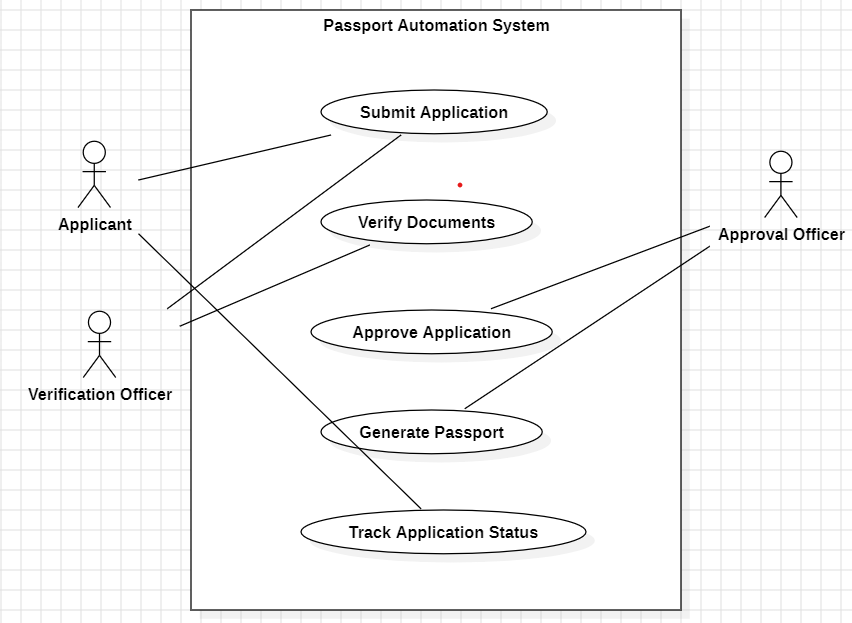 Passport Automation System
Submit Application
Applicant
Verify Documents
Approval Officer
Approve Application
Verification Officer
Generate Passport
Track Application Status